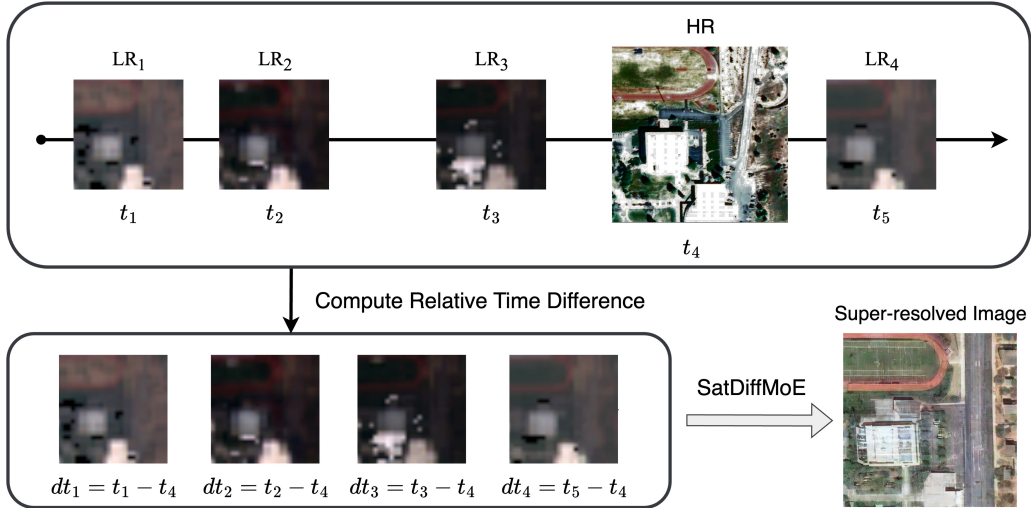 HR
LR₁
LR₂
LR₃
LR₄
t₁
t₂
t₃
t₄
t₅
Compute Relative Time Difference
Super-resolved Image
SatDiffMoE
dt₁ = t₁ − t₄
dt₂ = t₂ − t₄
dt₃ = t₃ − t₄
dt₄ = t₅ − t₄